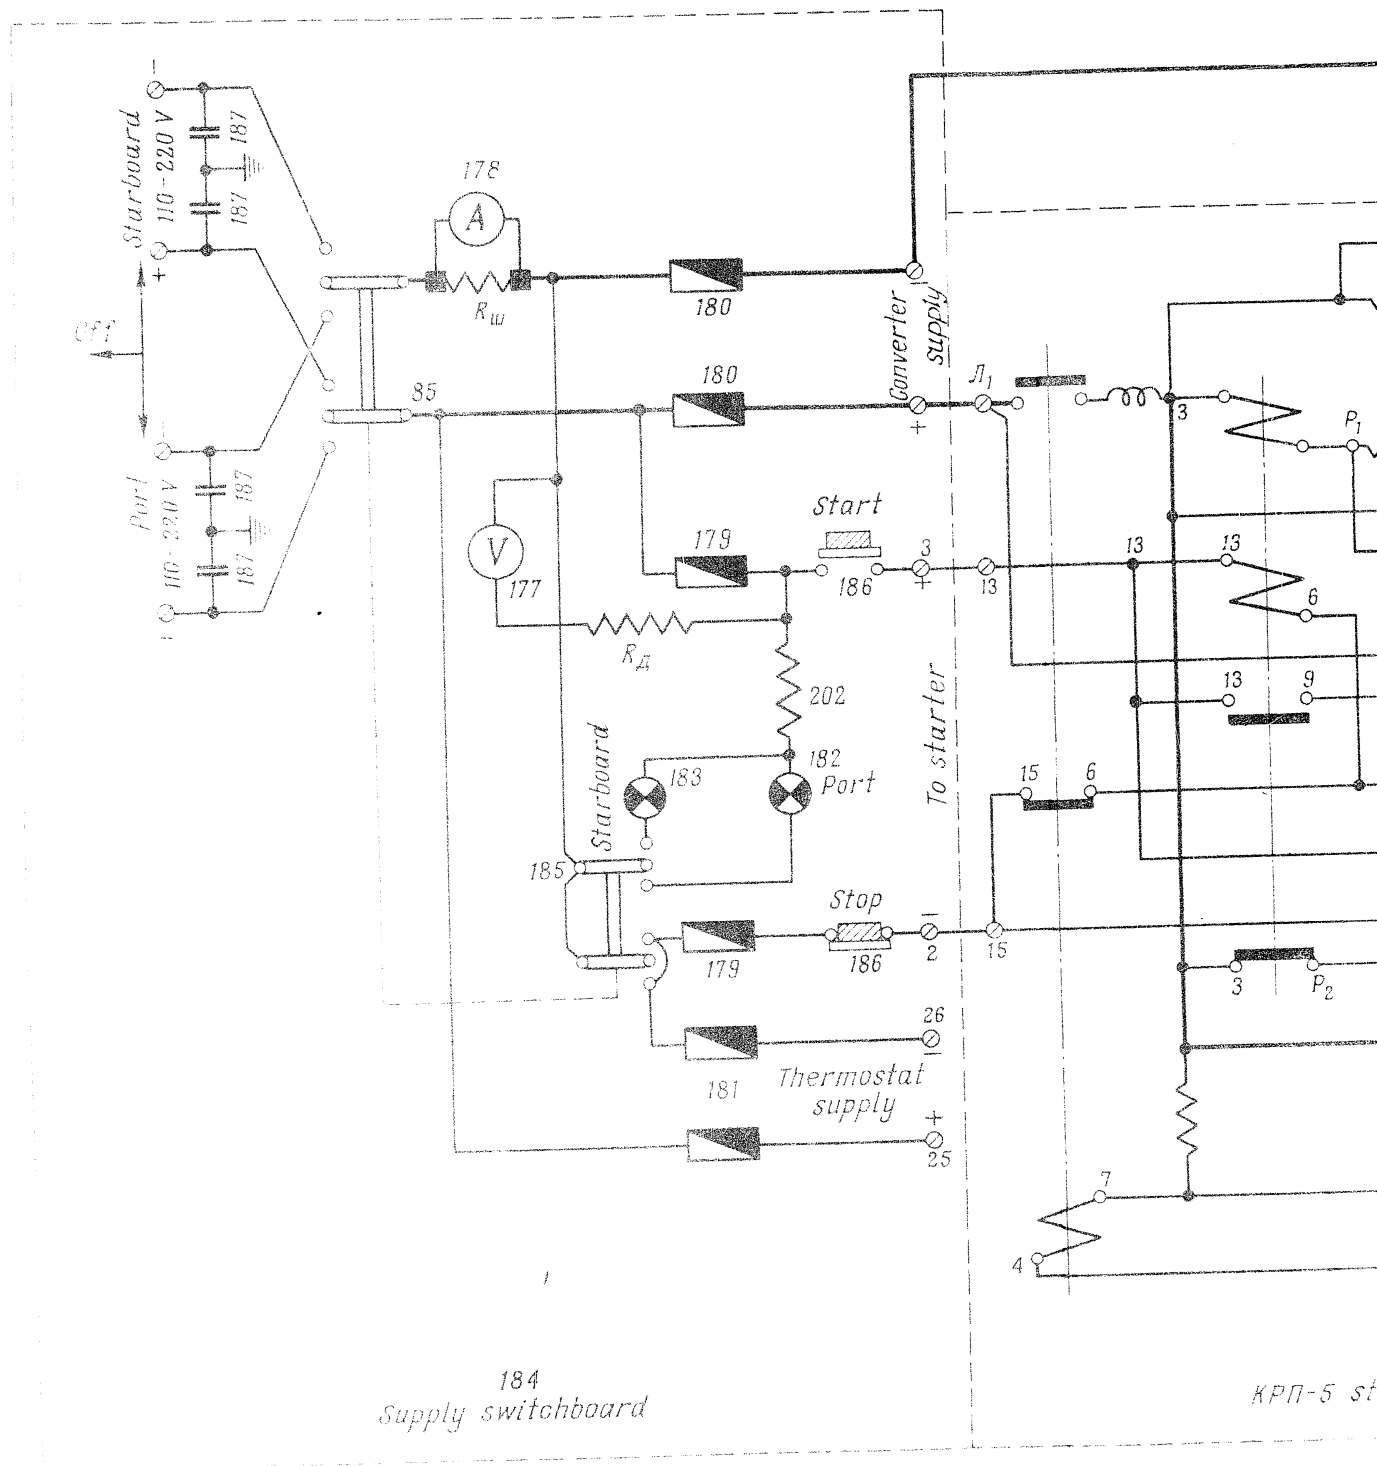 Starboard
110-220 V
187
187
−
+
178
A
Rш
180
−
Converter
supply
85
180
+
Л1
3
P1
Port
110-220 V
187
187
−
+
V
177
179
Start
186
3
+
13
13
13
6
RД
202
13
9
To starter
Starboard
183
182
Port
15
6
185
179
Stop
186
−
2
15
3
P2
26
−
181
Thermostat
supply
+
25
7
4
184
Supply switchboard
КРП-5 st